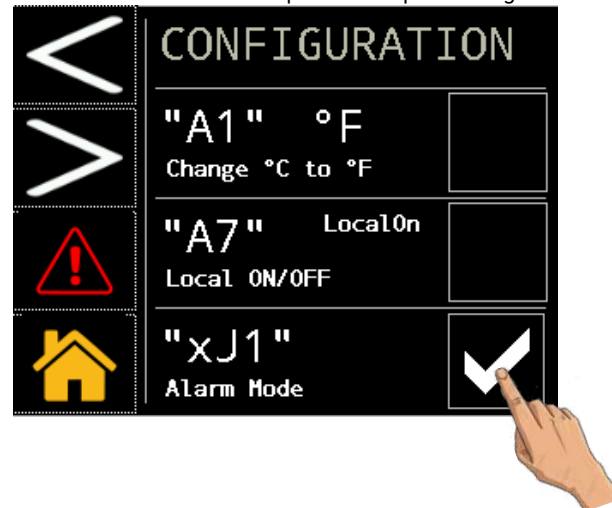 CONFIGURATION
"A1" °F
Change °C to °F
"A7" LocalOn
Local ON/OFF
"xJ1"
Alarm Mode